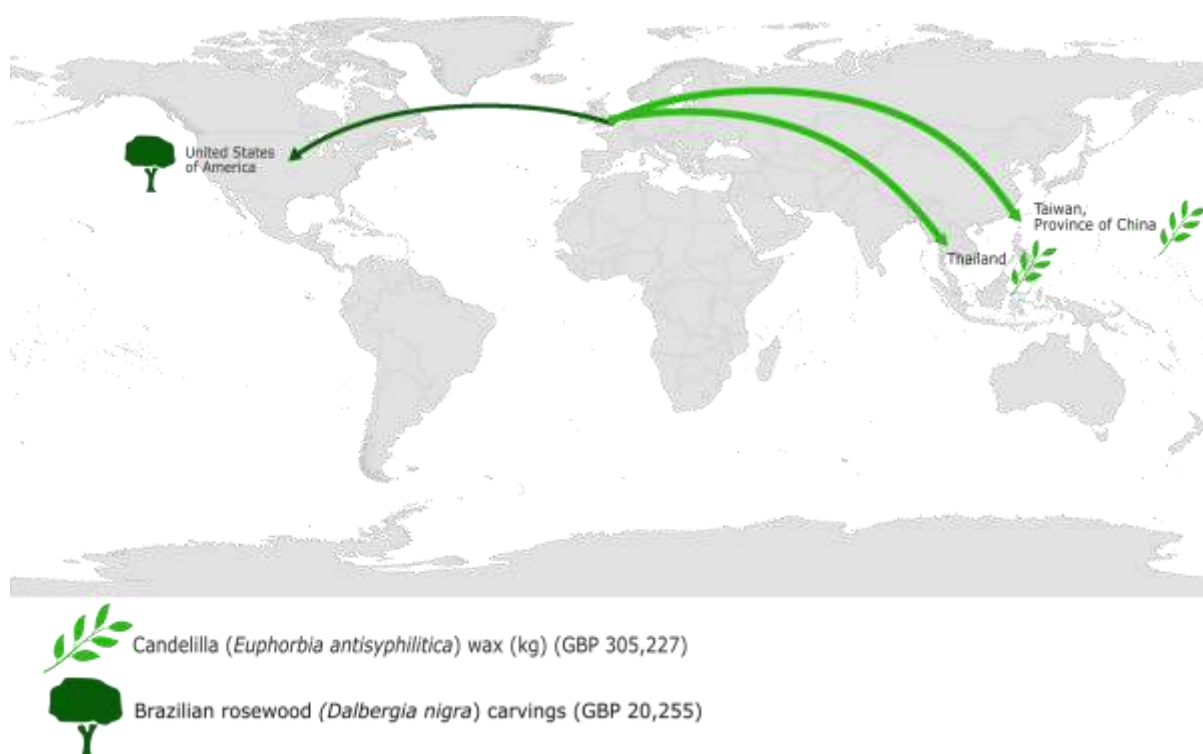 United States
of America
Taiwan,
Province of China
Thailand
Candelilla (Euphorbia antisyphilitica) wax (kg) (GBP 305,227)
Brazilian rosewood (Dalbergia nigra) carvings (GBP 20,255)